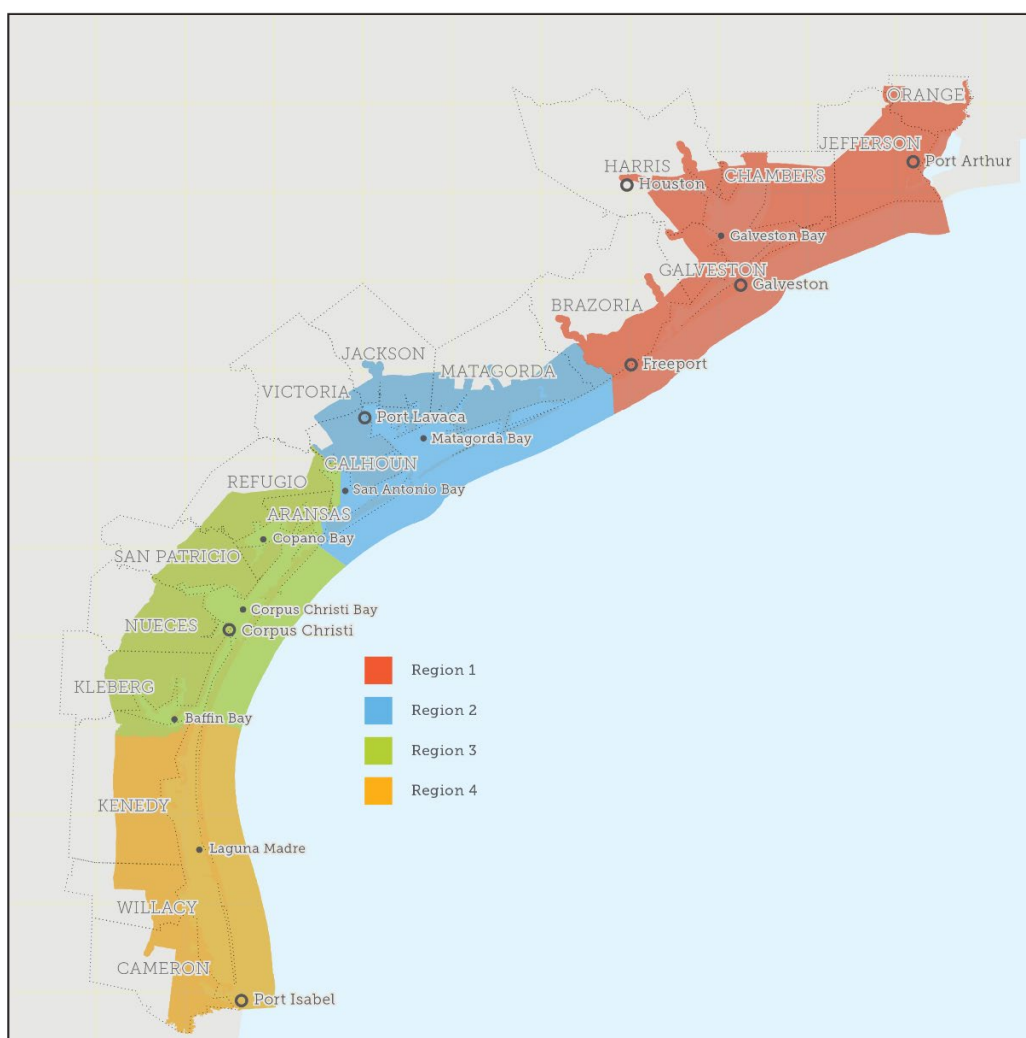 ORANGE
JEFFERSON
Port Arthur
HARRIS
CHAMBERS
Houston
Galveston Bay
GALVESTON
Galveston
BRAZORIA
Freeport
JACKSON
MATAGORDA
VICTORIA
Port Lavaca
Matagorda Bay
CALHOUN
REFUGIO
San Antonio Bay
ARANSAS
Copano Bay
SAN PATRICIO
Corpus Christi Bay
NUECES
Corpus Christi
KLEBERG
Baffin Bay
Region 1
Region 2
Region 3
Region 4
KENEDY
Laguna Madre
WILLACY
CAMERON
Port Isabel